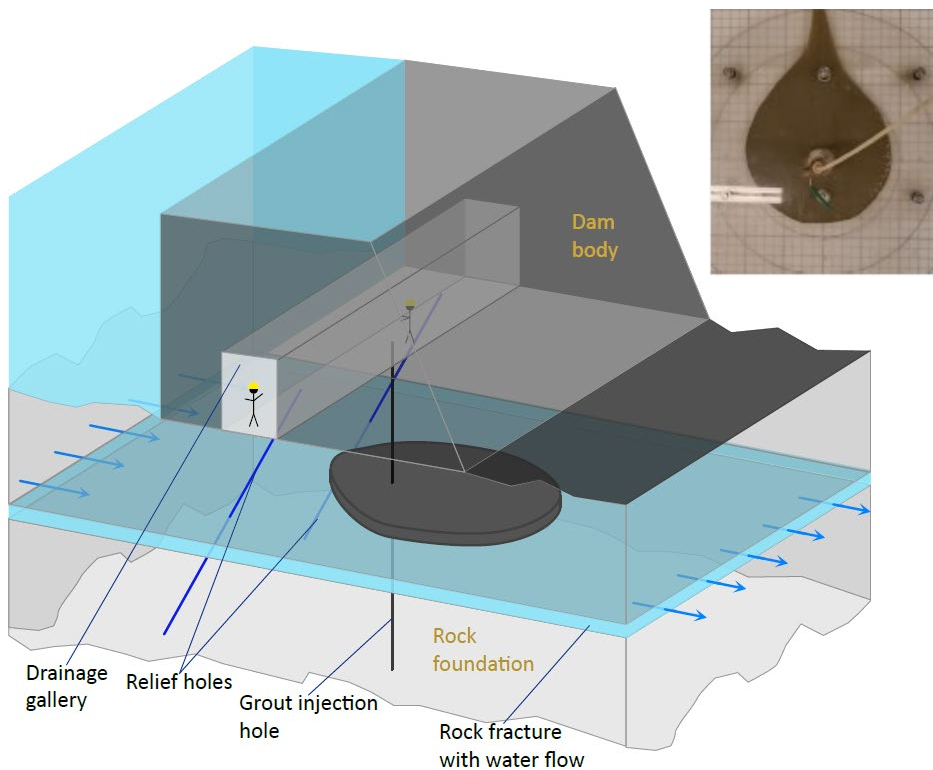 Dam
body
Rock
foundation
Drainage
gallery
Relief holes
Grout injection
hole
Rock fracture
with water flow